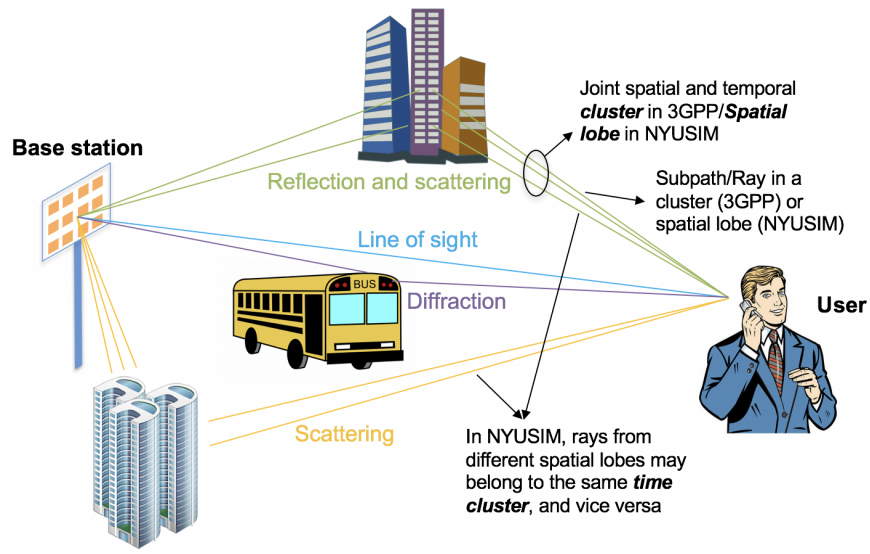 Joint spatial and temporal
cluster in 3GPP/Spatial
lobe in NYUSIM
Base station
Reflection and scattering
Subpath/Ray in a
cluster (3GPP) or
spatial lobe (NYUSIM)
Line of sight
BUS
Diffraction
User
Scattering
In NYUSIM, rays from
different spatial lobes may
belong to the same time
cluster, and vice versa